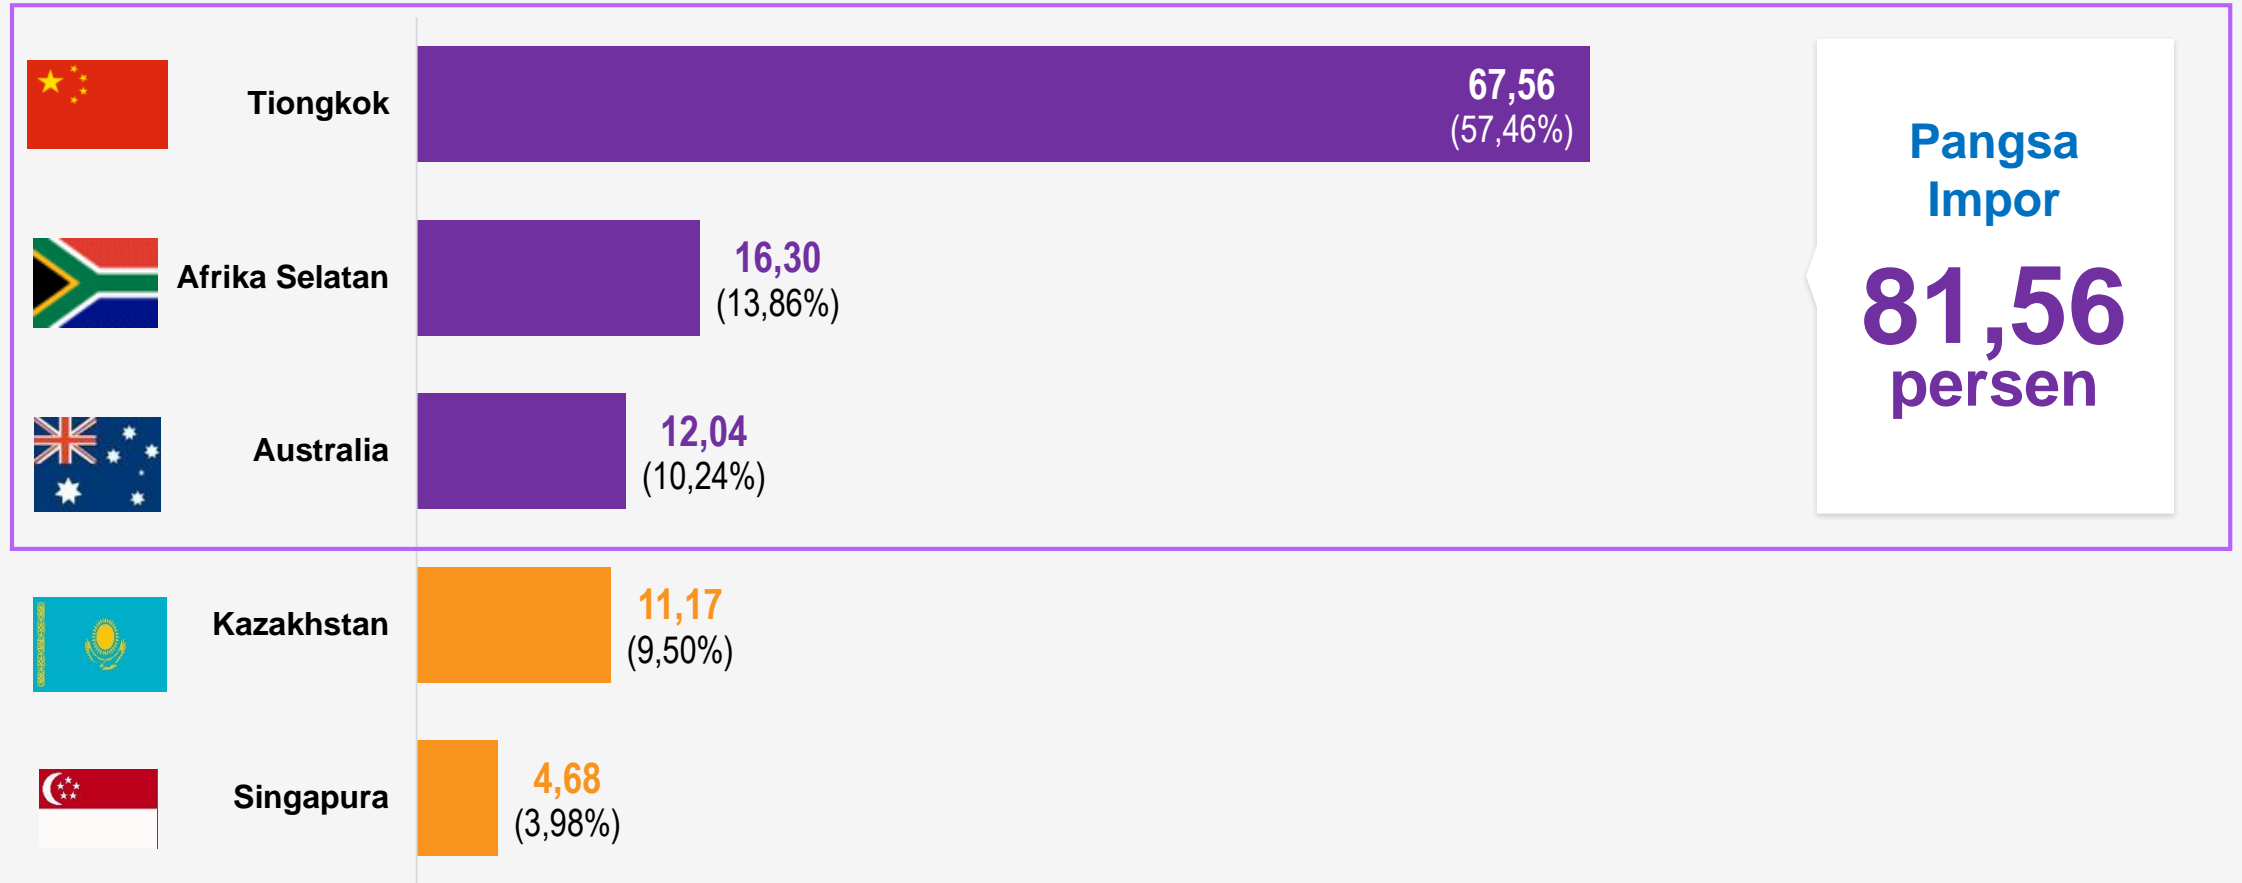 Tiongkok
67,56
(57,46%)
Afrika Selatan
16,30
(13,86%)
Australia
12,04
(10,24%)
Kazakhstan
11,17
(9,50%)
Singapura
4,68
(3,98%)
Pangsa
Impor
81,56
persen